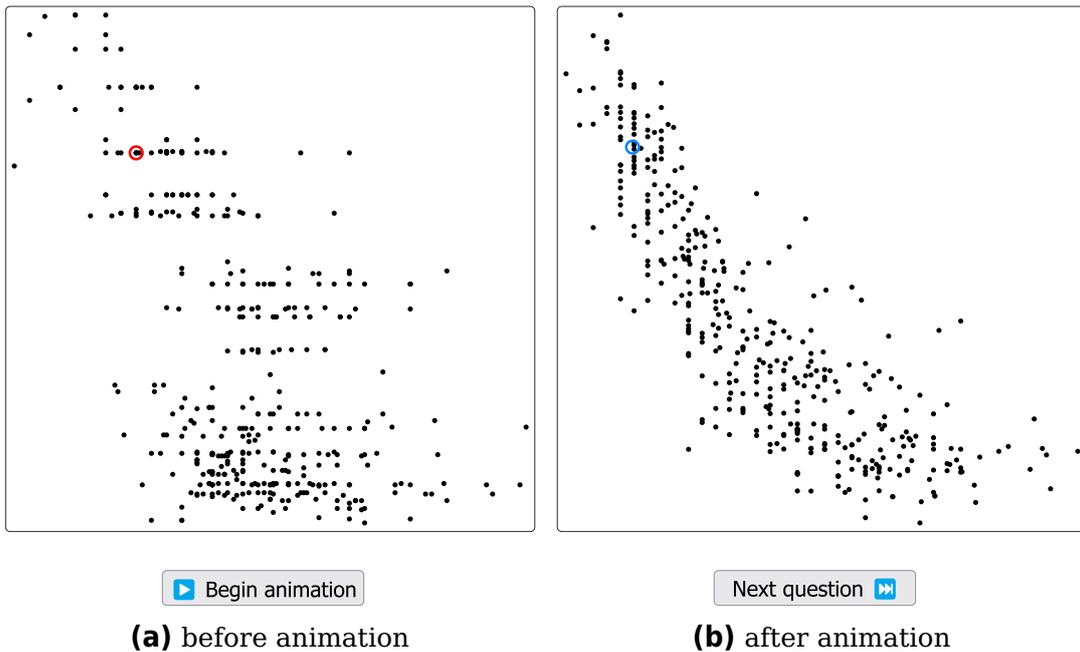 Begin animation
Next question
(a) before animation
(b) after animation